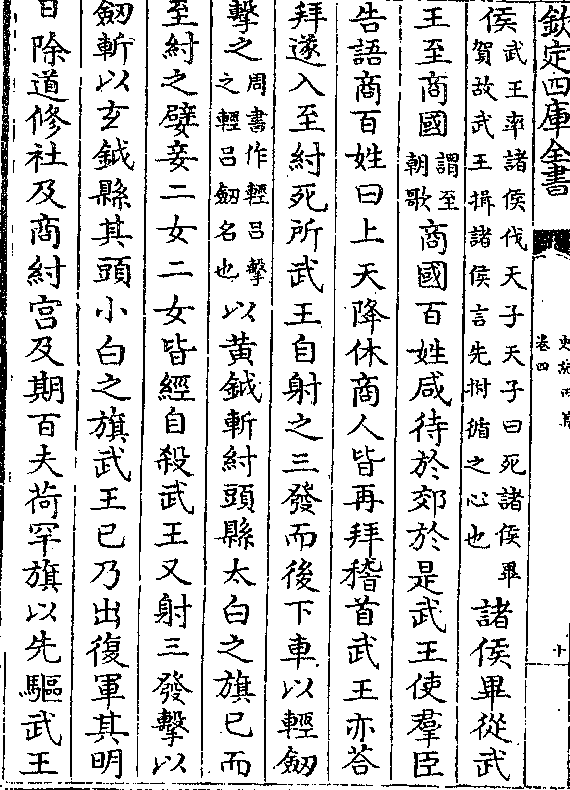 欽定四庫全書
卷四
十
侯武王率諸侯伐天子天子曰死諸侯畢賀故武王揖諸侯言先拊循之心也諸侯畢從武
王至商國謂至朝歌商國百姓咸待於郊於是武王使羣臣
告語商百姓曰上天降休商人皆再拜稽首武王亦荅
拜遂入至紂死所武王自射之三發而後下車以輕劒
擊之周書作輕呂擊之輕呂劒名也以黃鉞斬紂頭縣太白之旗已而
至紂之嬖妾二女二女皆經自殺武王又射三發擊以
劒斬以玄鉞縣其頭小白之旗武王已乃出復軍其明
日除道修社及商紂宮及期百夫荷罕旗以先驅武王